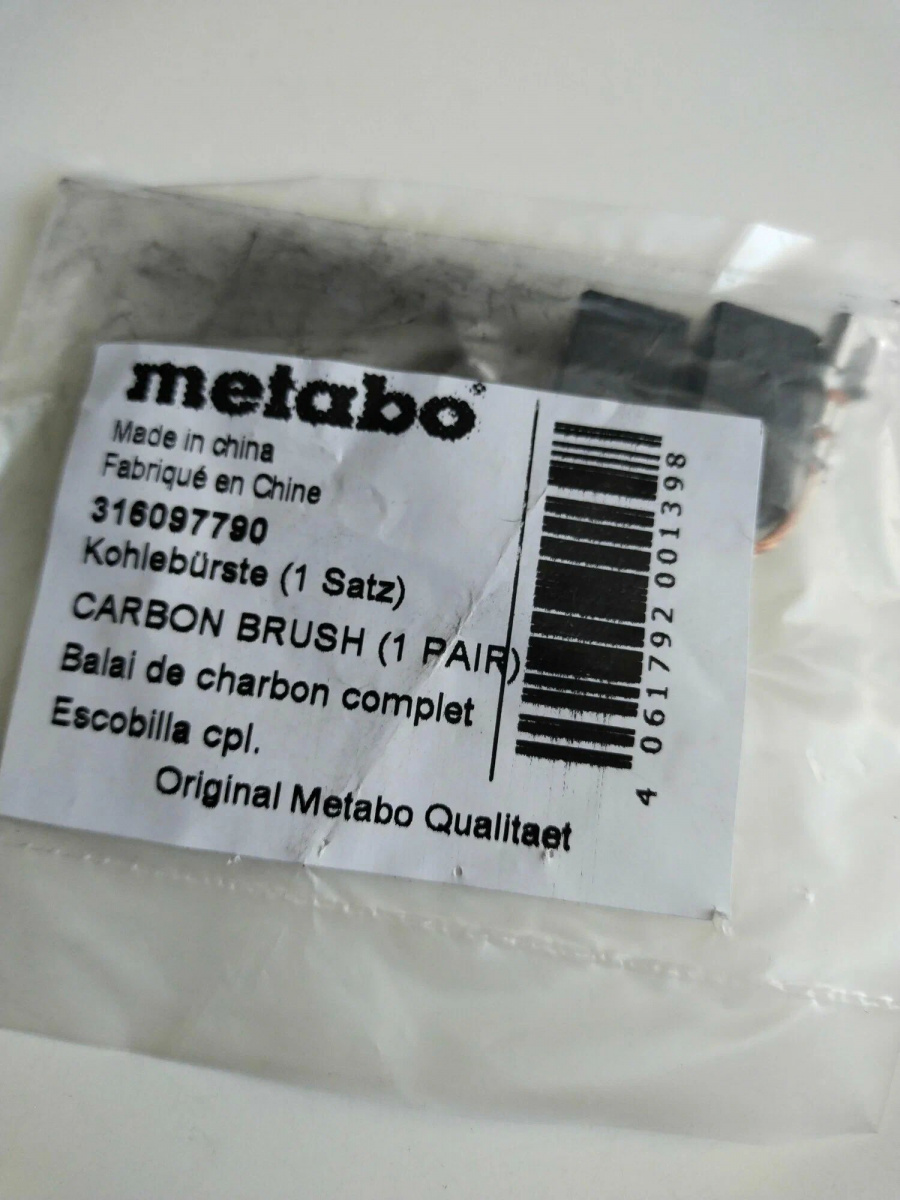 metabo®
Made in china
Fabriqué en Chine
316097790
Kohlebürste (1 Satz)
CARBON BRUSH (1 PAIR)
Balai de charbon complet
Escobilla cpl.
Original Metabo Qualitaet
4 061792 001398